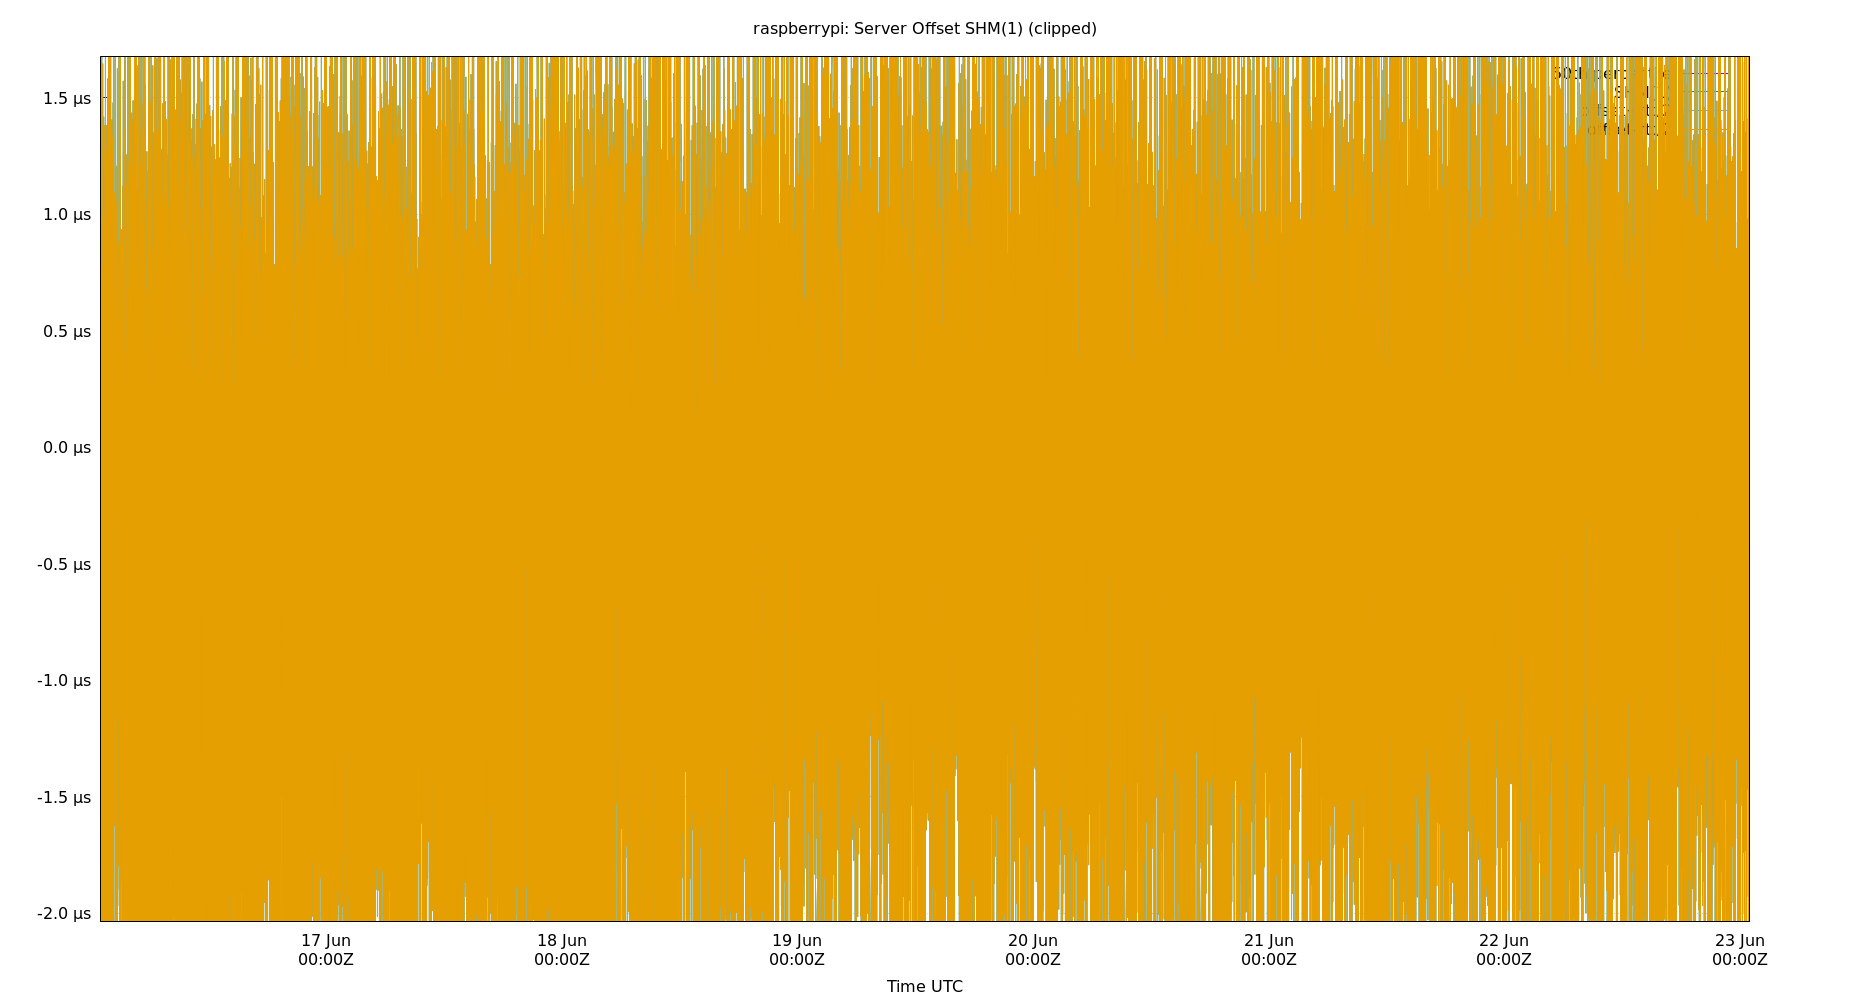 raspberrypi: Server Offset SHM(1) (clipped)
1.5 µs
1.0 µs
0.5 µs
0.0 µs
-0.5 µs
-1.0 µs
-1.5 µs
-2.0 µs
17 Jun
00:00Z
18 Jun
00:00Z
19 Jun
00:00Z
20 Jun
00:00Z
21 Jun
00:00Z
22 Jun
00:00Z
23 Jun
00:00Z
Time UTC